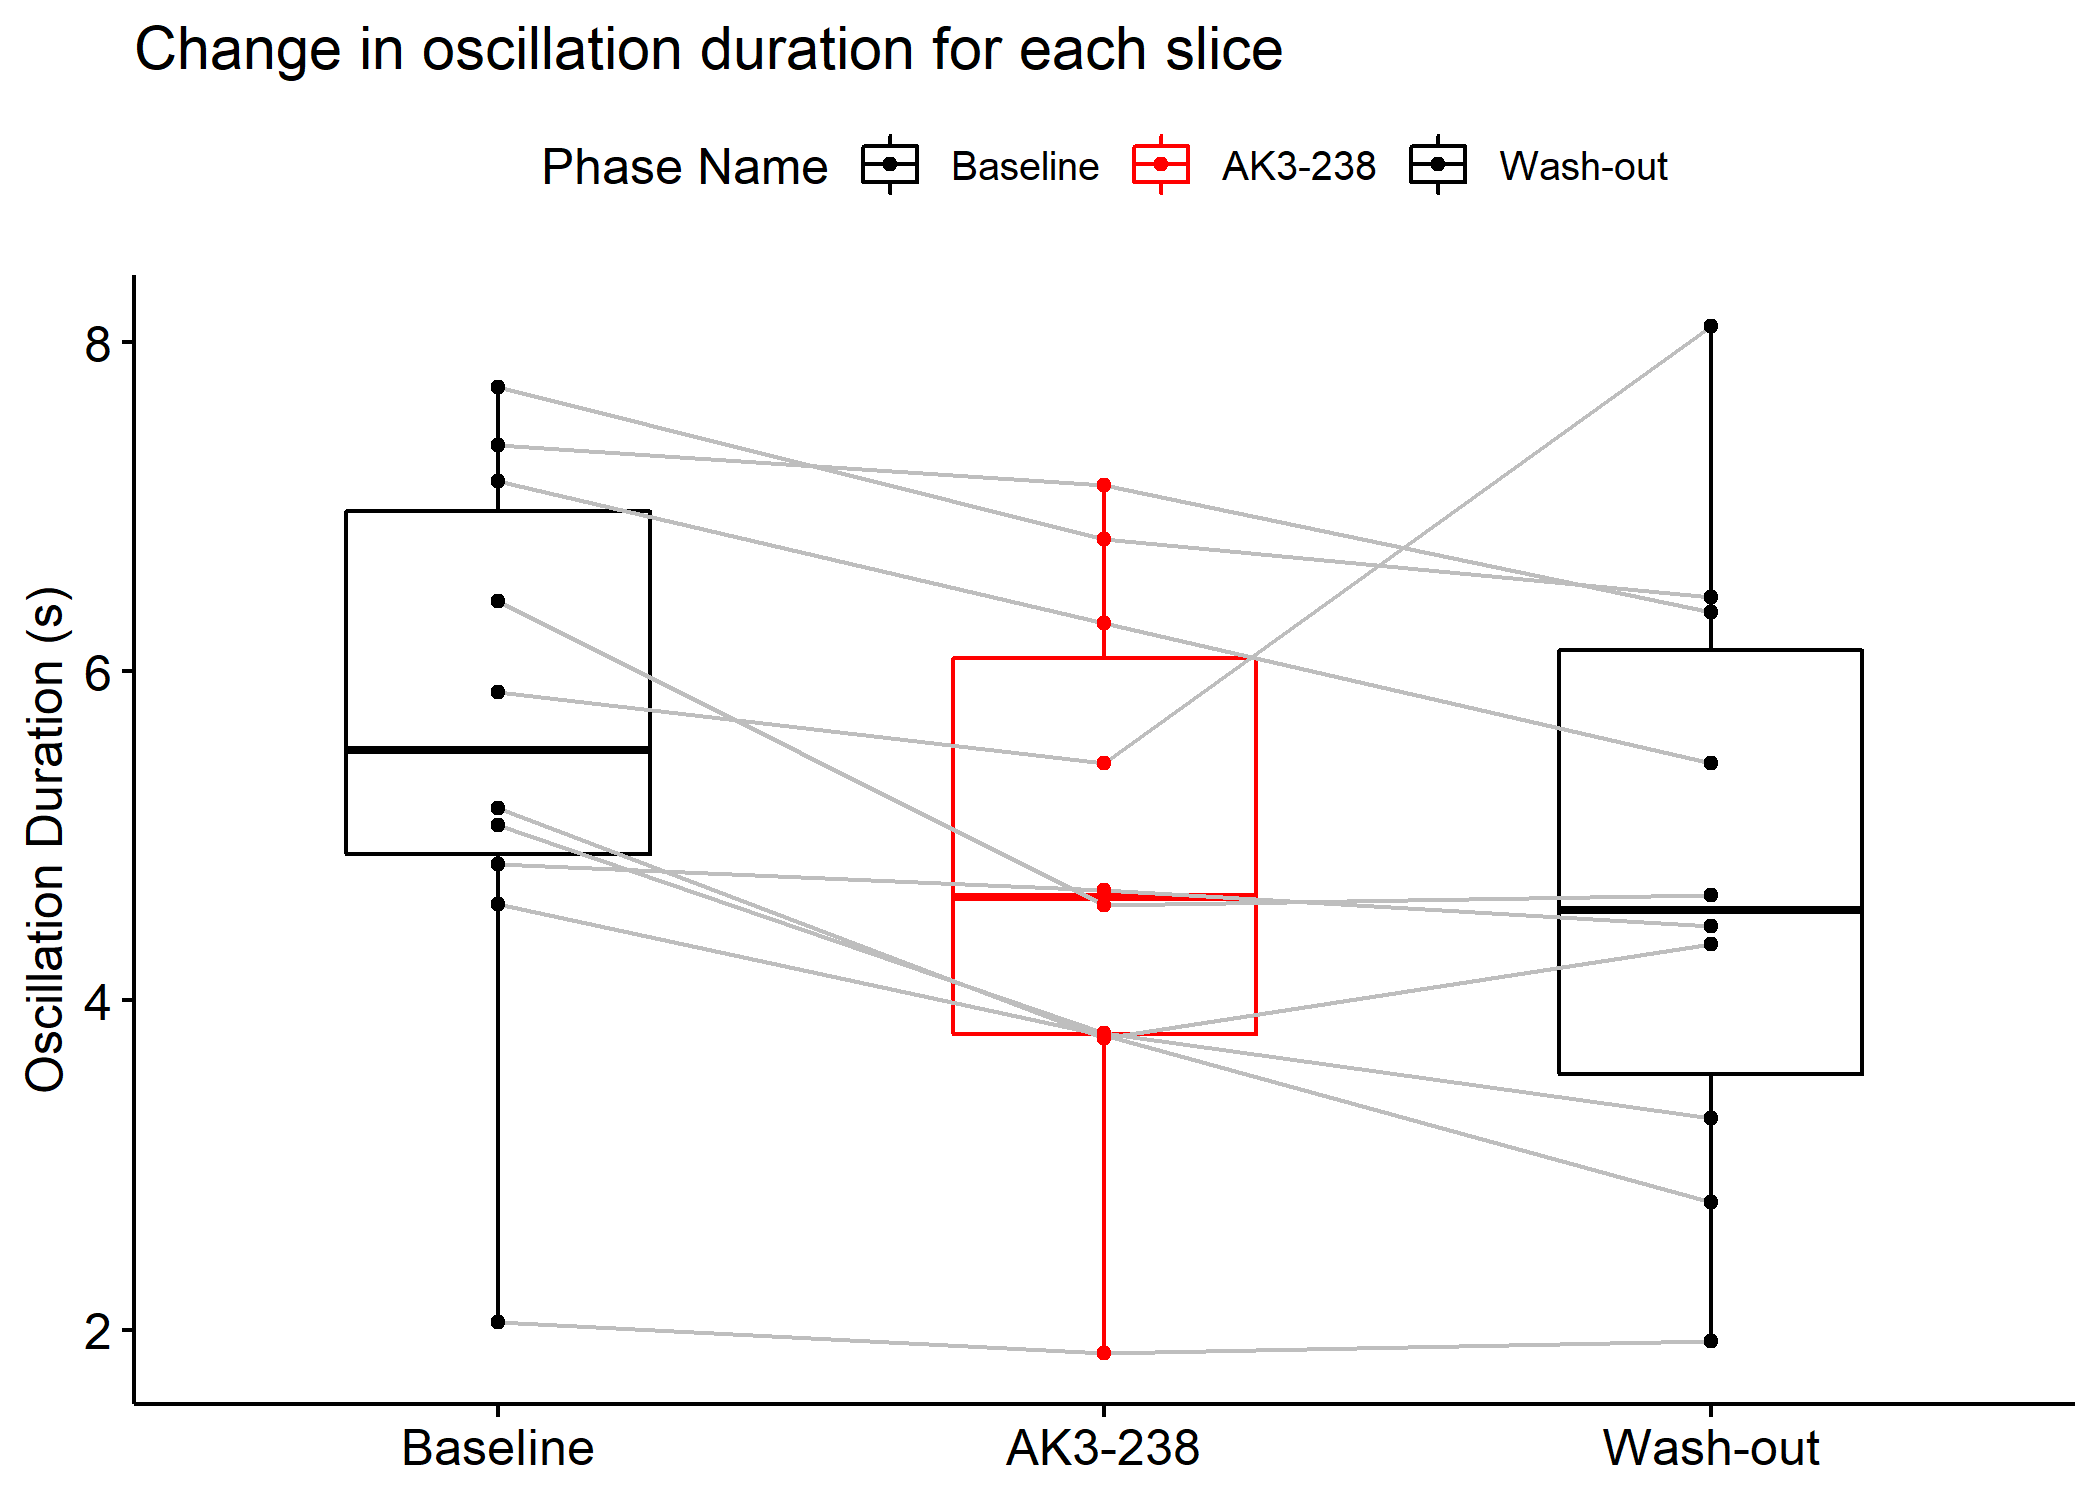 Change in oscillation duration for each slice
Phase Name Baseline AK3-238 Wash-out
Oscillation Duration (s)
8
6
4
2
Baseline AK3-238 Wash-out